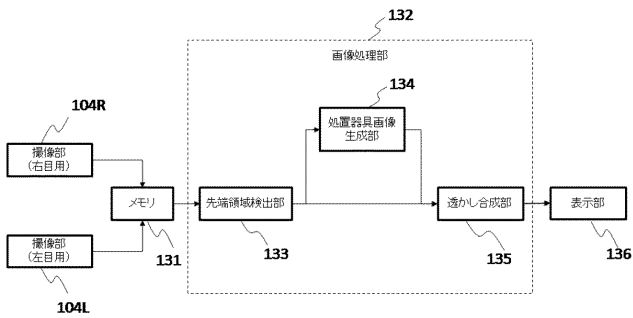 132
画像処理部
134
処置器具画像
生成部
104R
撮像部
(右目用)
メモリ
131
先端領域検出部
133
透かし合成部
135
表示部
136
撮像部
(左目用)
104L